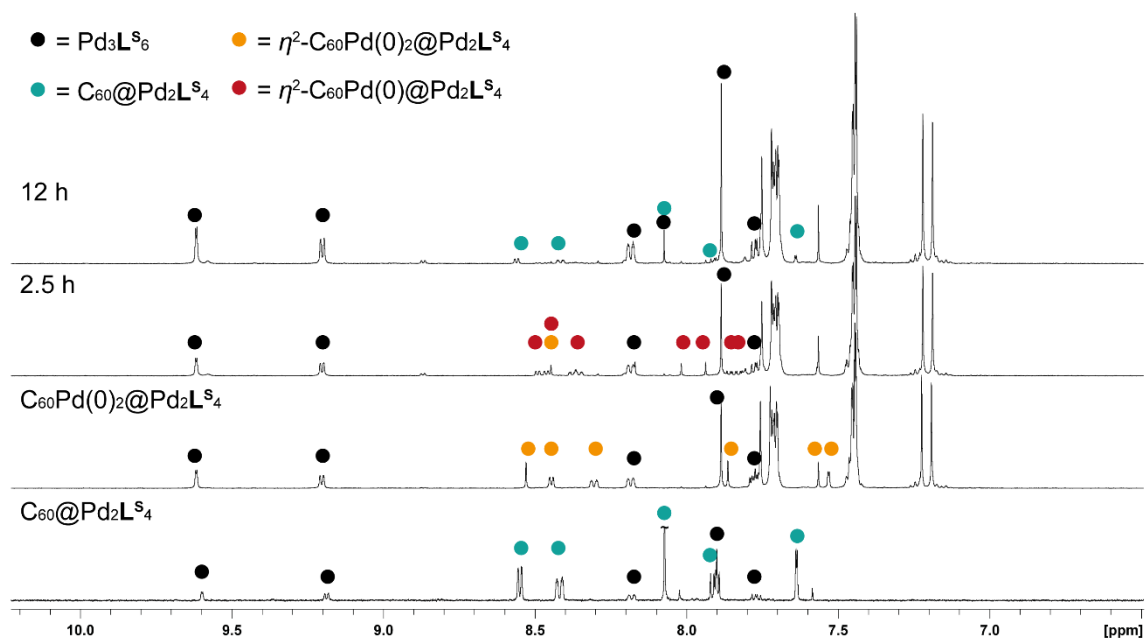 = Pd₃Lˢ₆ = η²-C₆₀Pd(0)₂@Pd₂Lˢ₄
= C₆₀@Pd₂Lˢ₄ = η²-C₆₀Pd(0)@Pd₂Lˢ₄
12 h
2.5 h
C₆₀Pd(0)₂@Pd₂Lˢ₄
C₆₀@Pd₂Lˢ₄
10.0 9.5 9.0 8.5 8.0 7.5 7.0 [ppm]